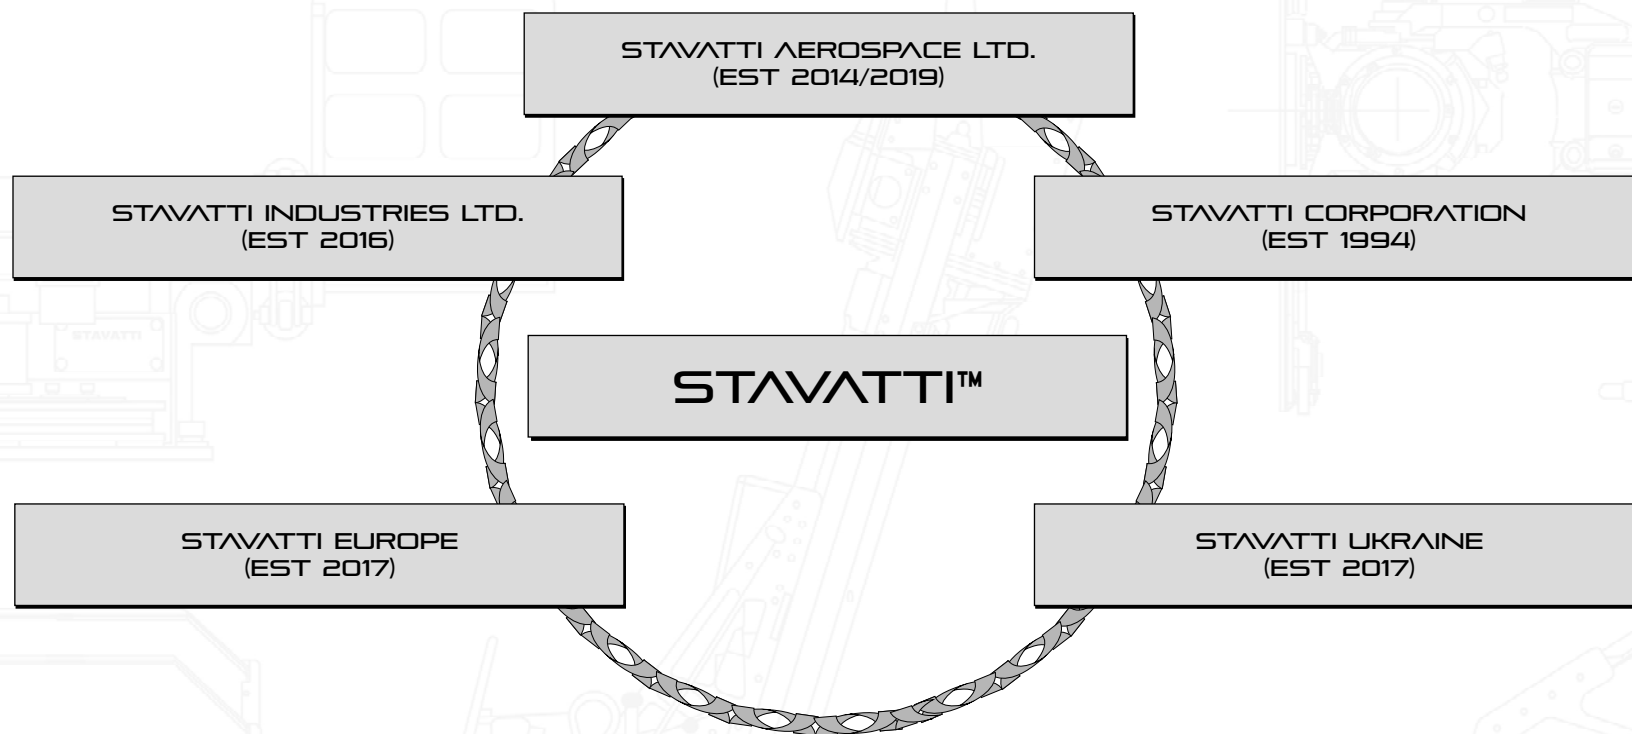 STAVATTI AEROSPACE LTD.
(EST 2014/2019)
STAVATTI INDUSTRIES LTD.
(EST 2016)
STAVATTI CORPORATION
(EST 1994)
STAVATTI
STAVATTI™
STAVATTI EUROPE
(EST 2017)
STAVATTI UKRAINE
(EST 2017)